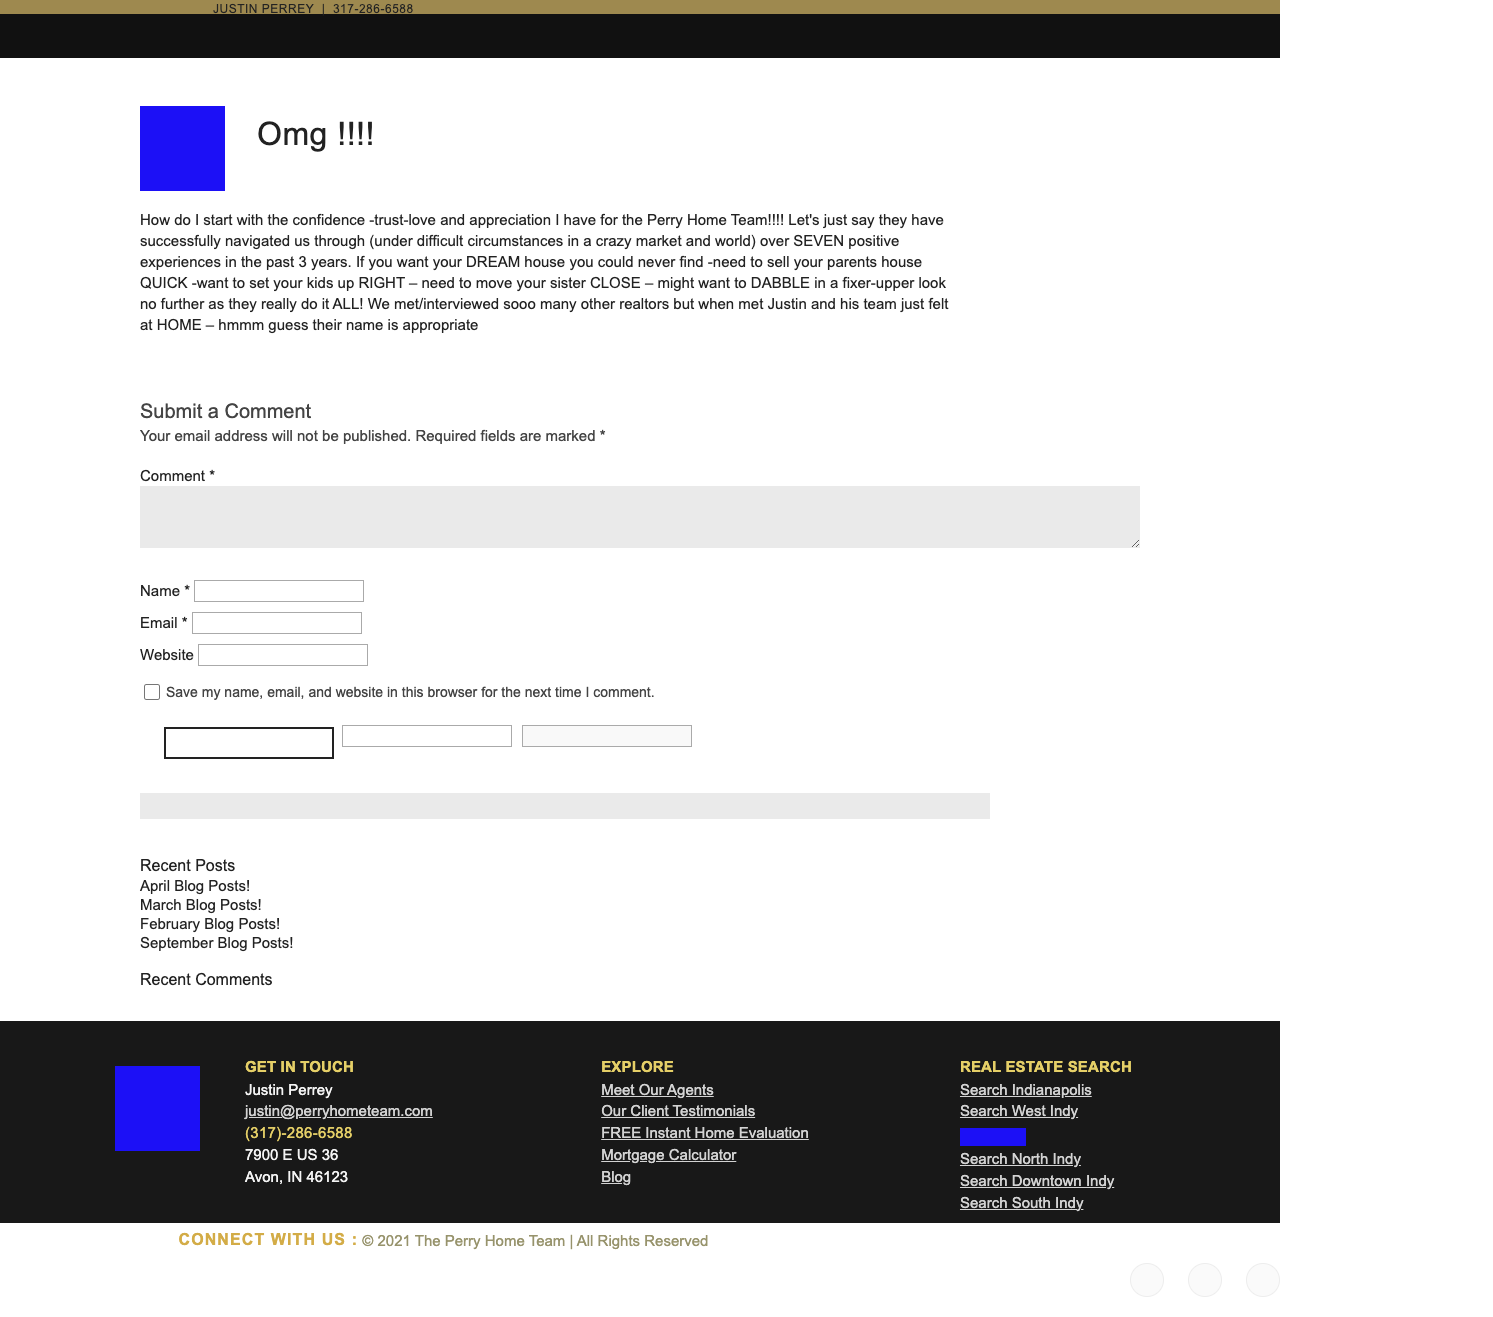 JUSTIN PERREY | 317-286-6588
Omg !!!!
How do I start with the confidence -trust-love and appreciation I have for the Perry Home Team!!!! Let's just say they have
successfully navigated us through (under difficult circumstances in a crazy market and world) over SEVEN positive
experiences in the past 3 years. If you want your DREAM house you could never find -need to sell your parents house
QUICK -want to set your kids up RIGHT – need to move your sister CLOSE – might want to DABBLE in a fixer-upper look
no further as they really do it ALL! We met/interviewed sooo many other realtors but when met Justin and his team just felt
at HOME – hmmm guess their name is appropriate
Submit a Comment
Your email address will not be published. Required fields are marked *
Comment *
Name *
Email *
Website
Save my name, email, and website in this browser for the next time I comment.
Recent Posts
April Blog Posts!
March Blog Posts!
February Blog Posts!
September Blog Posts!
Recent Comments
GET IN TOUCH
Justin Perrey
justin@perryhometeam.com
(317)-286-6588
7900 E US 36
Avon, IN 46123
EXPLORE
Meet Our Agents
Our Client Testimonials
FREE Instant Home Evaluation
Mortgage Calculator
Blog
REAL ESTATE SEARCH
Search Indianapolis
Search West Indy
Search North Indy
Search Downtown Indy
Search South Indy
CONNECT WITH US : © 2021 The Perry Home Team | All Rights Reserved